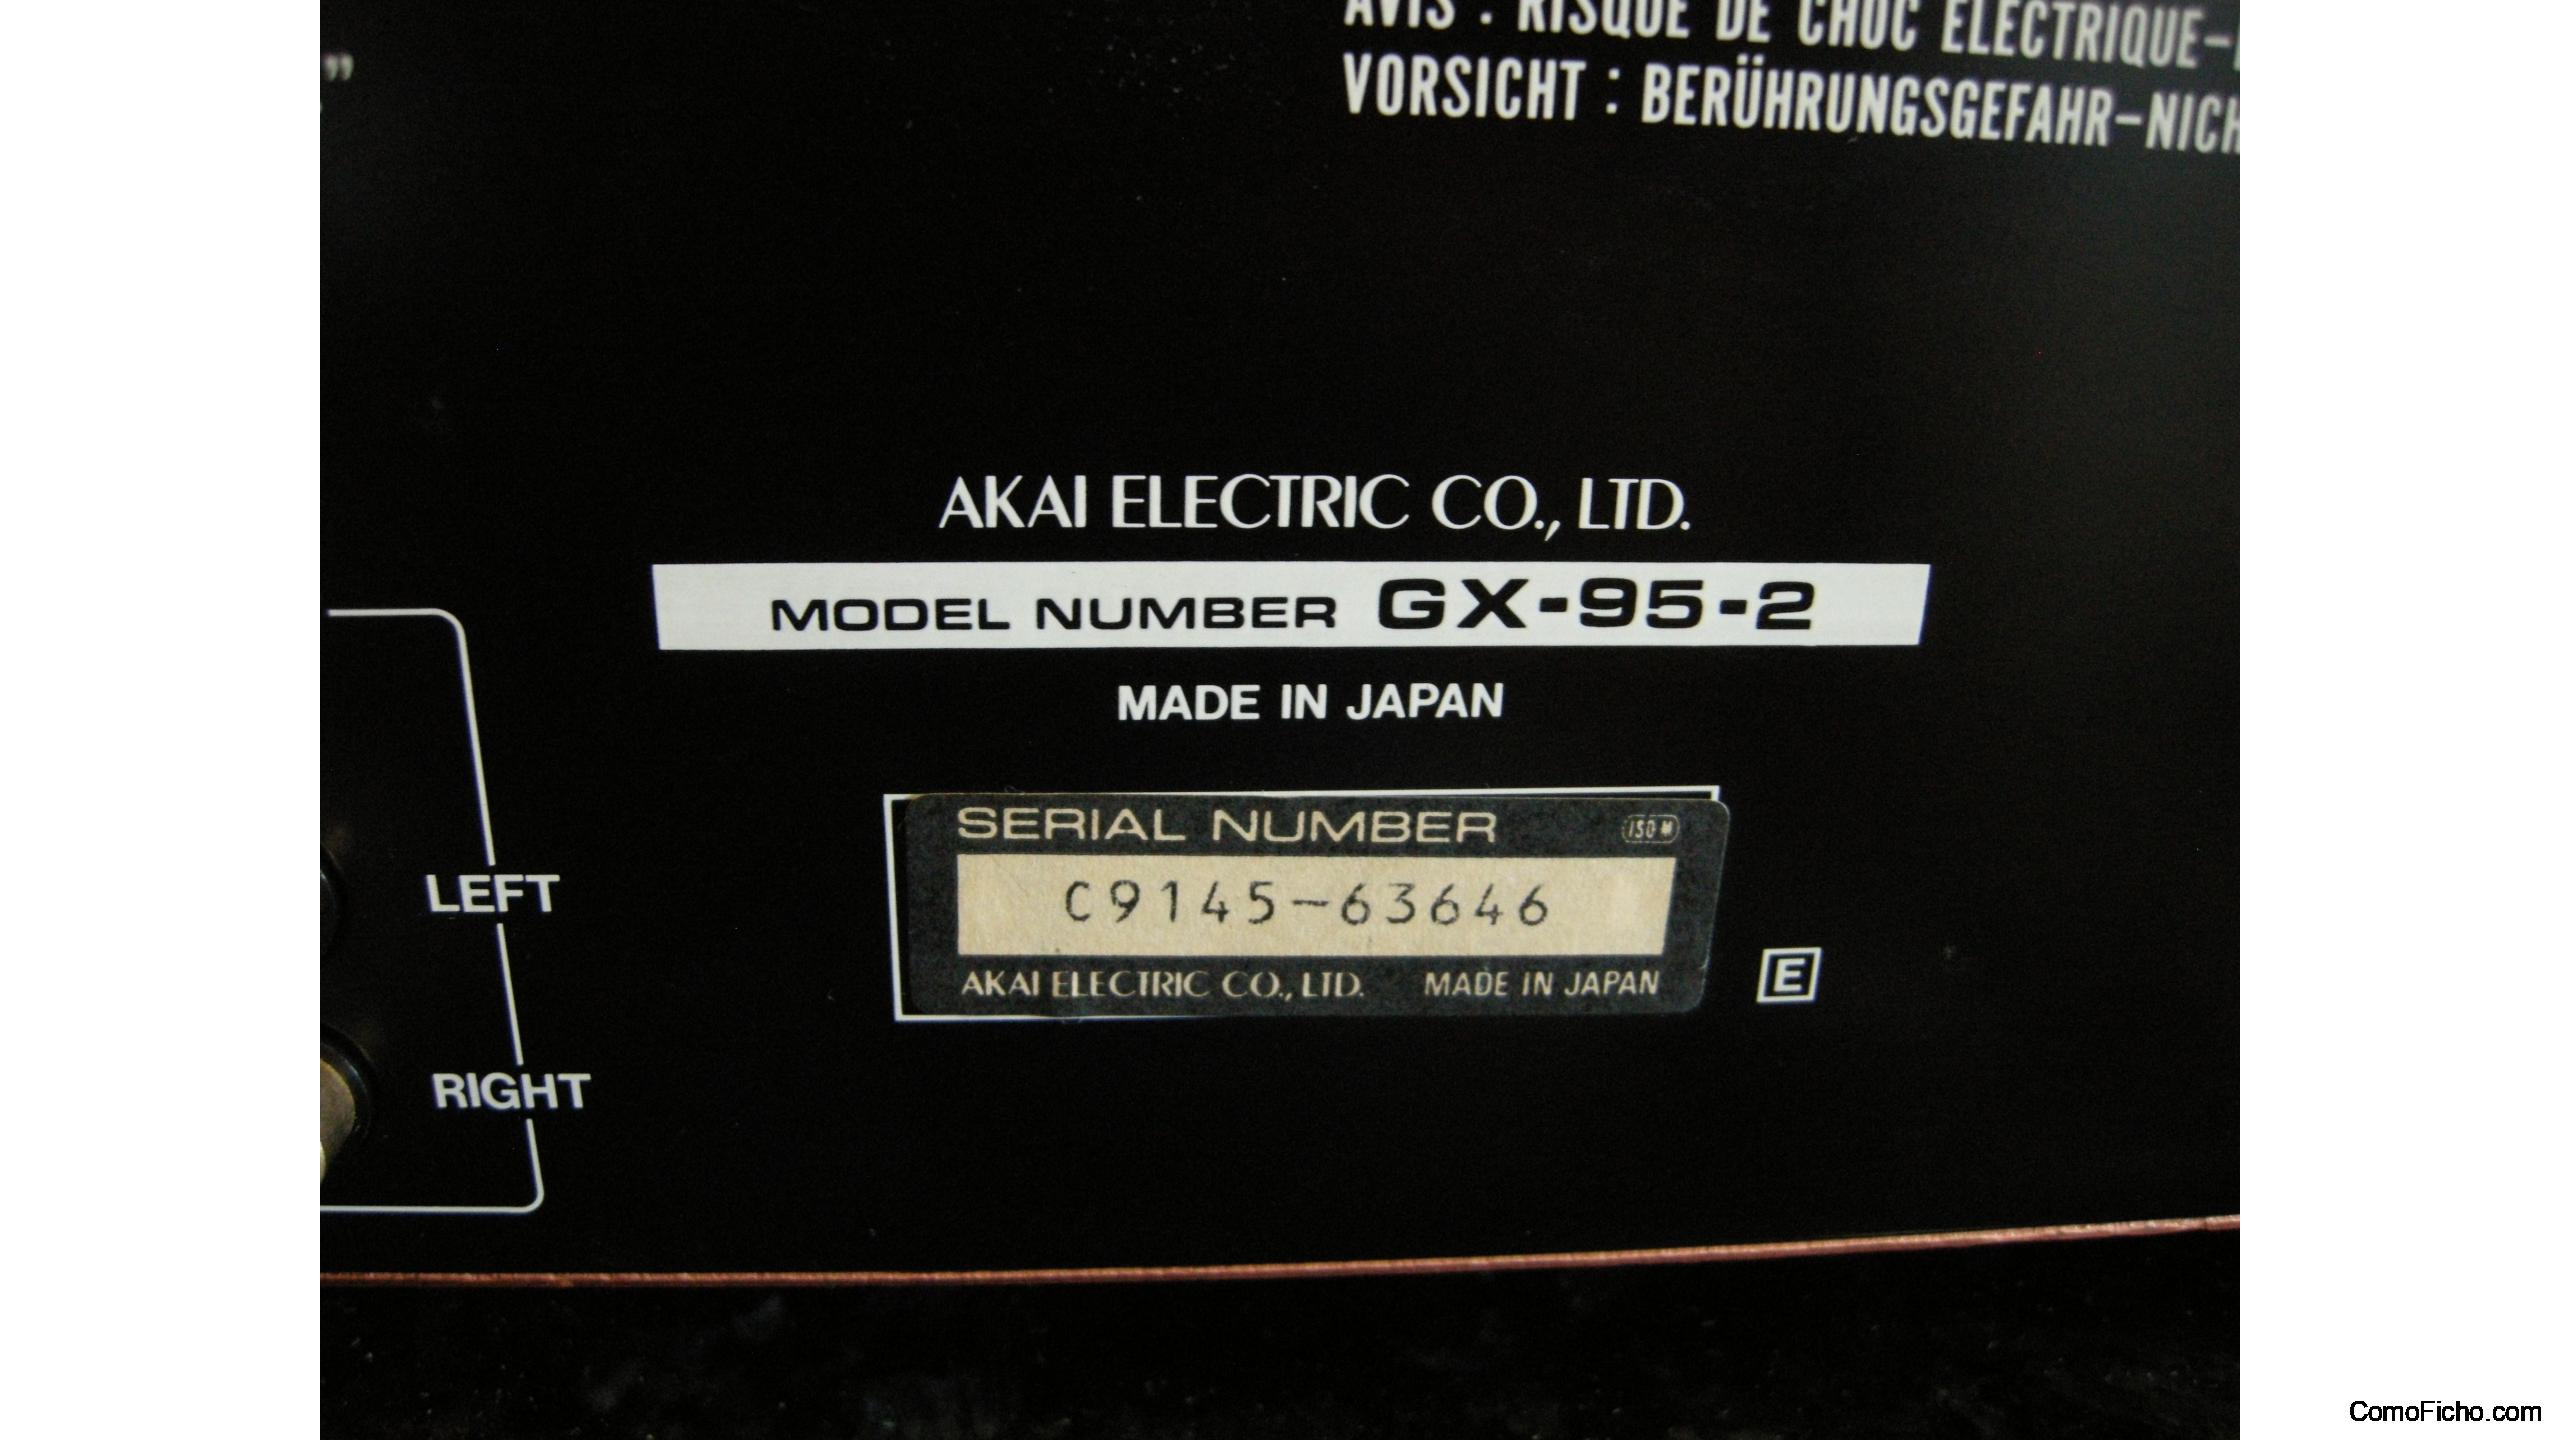 ”
AVIS : RISQUE DE CHOC ELECTRIQUE–
VORSICHT : BERÜHRUNGSGEFAHR–NICH
AKAI ELECTRIC CO., LTD.
MODEL NUMBER GX-95-2
MADE IN JAPAN
SERIAL NUMBER
C9145-63646
AKAI ELECTRIC CO., LTD. MADE IN JAPAN
E
LEFT
RIGHT
ComoFicho.com